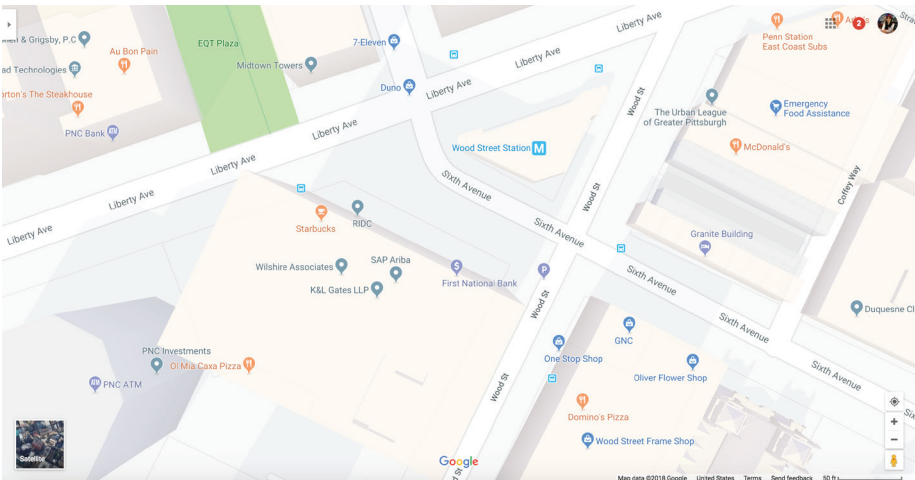 Liberty Ave
Penn Station
East Coast Subs
2
& Grigsby, P.C
EQT Plaza
7-Eleven
Au Bon Pain
Midtown Towers
Liberty Ave
ad Technologies
Duno
Liberty Ave
Wood St
The Urban League
of Greater Pittsburgh
Emergency
Food Assistance
orton's The Steakhouse
PNC Bank
ATM
Liberty Ave
Wood Street Station
M
McDonald's
Liberty Ave
Sixth Avenue
Wood St
Coffey Way
Liberty Ave
Liberty Ave
Starbucks
RIDC
Sixth Avenue
Granite Building
Wilshire Associates
SAP Ariba
K&L Gates LLP
$
First National Bank
P
Sixth Avenue
Wood St
Duquesne Cl
Sixth Avenue
GNC
PNC Investments
Ol Mia Caxa Pizza
One Stop Shop
Oliver Flower Shop
Sixth Avenue
ATM
PNC ATM
Wood St
Domino's Pizza
Satellite
Wood Street Frame Shop
+
−
Google
Map data ©2018 Google
United States
Terms
Send feedback
50 ft